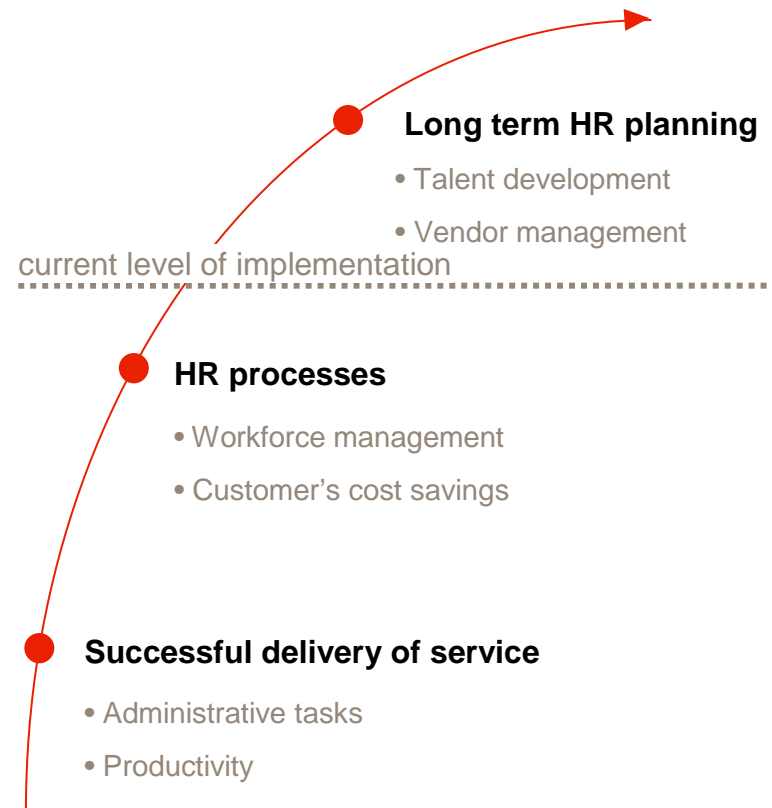 Long term HR planning
• Talent development
• Vendor management
current level of implementation
HR processes
• Workforce management
• Customer's cost savings
Successful delivery of service
• Administrative tasks
• Productivity